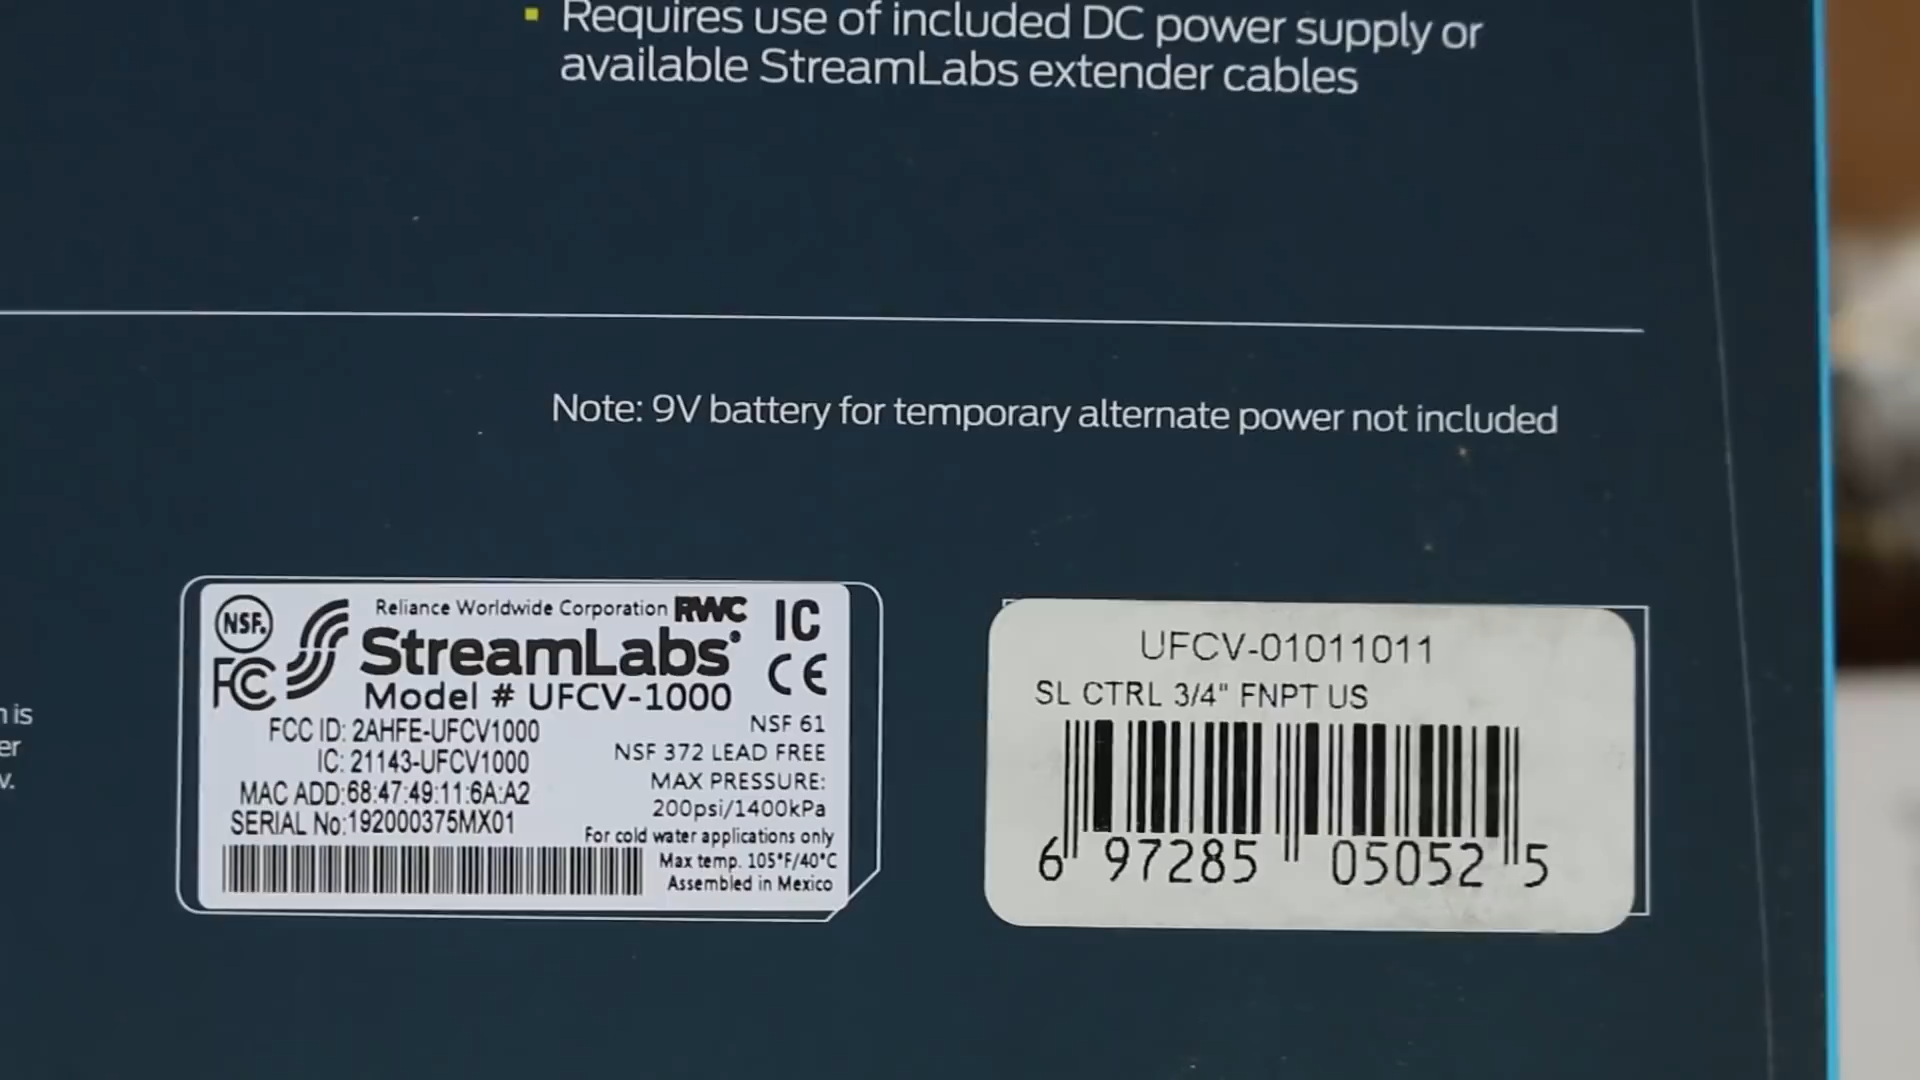 Requires use of included DC power supply or
available StreamLabs extender cables
Note: 9V battery for temporary alternate power not included
is
er
v.
NSF.
FC
Reliance Worldwide Corporation RWC
IC
StreamLabs
CE
Model # UFCV-1000
FCC ID: 2AHFE-UFCV1000
IC: 21143-UFCV1000
MAC ADD:68:47:49:11:6A:A2
SERIAL No:192000375MX01
NSF 61
NSF 372 LEAD FREE
MAX PRESSURE:
200psi/1400kPa
For cold water applications only
Max temp. 105°F/40°C
Assembled in Mexico
UFCV-01011011
SL CTRL 3/4" FNPT US
6 97285 05052 5